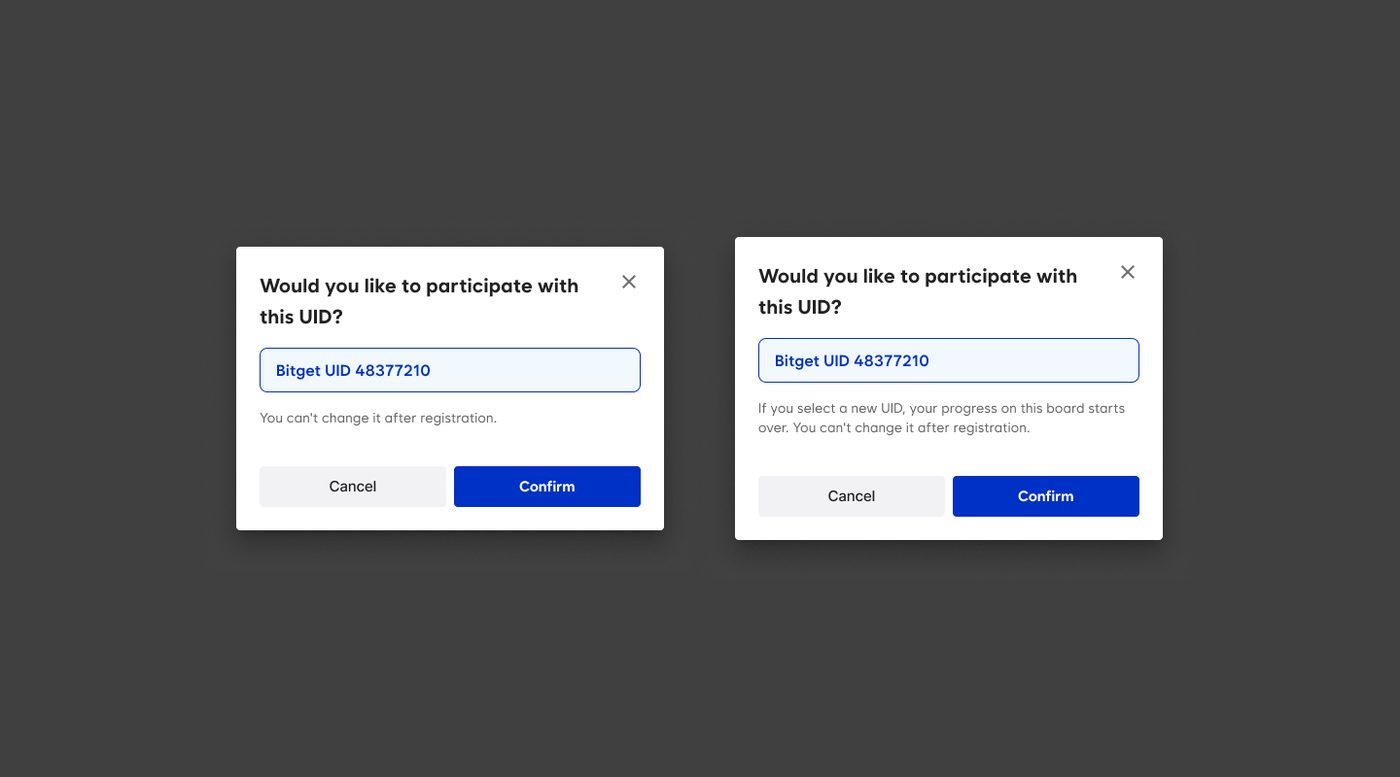 Would you like to participate with
this UID?
Bitget UID 48377210
You can't change it after registration.
Cancel
Confirm
Would you like to participate with
this UID?
Bitget UID 48377210
If you select a new UID, your progress on this board starts
over. You can't change it after registration.
Cancel
Confirm